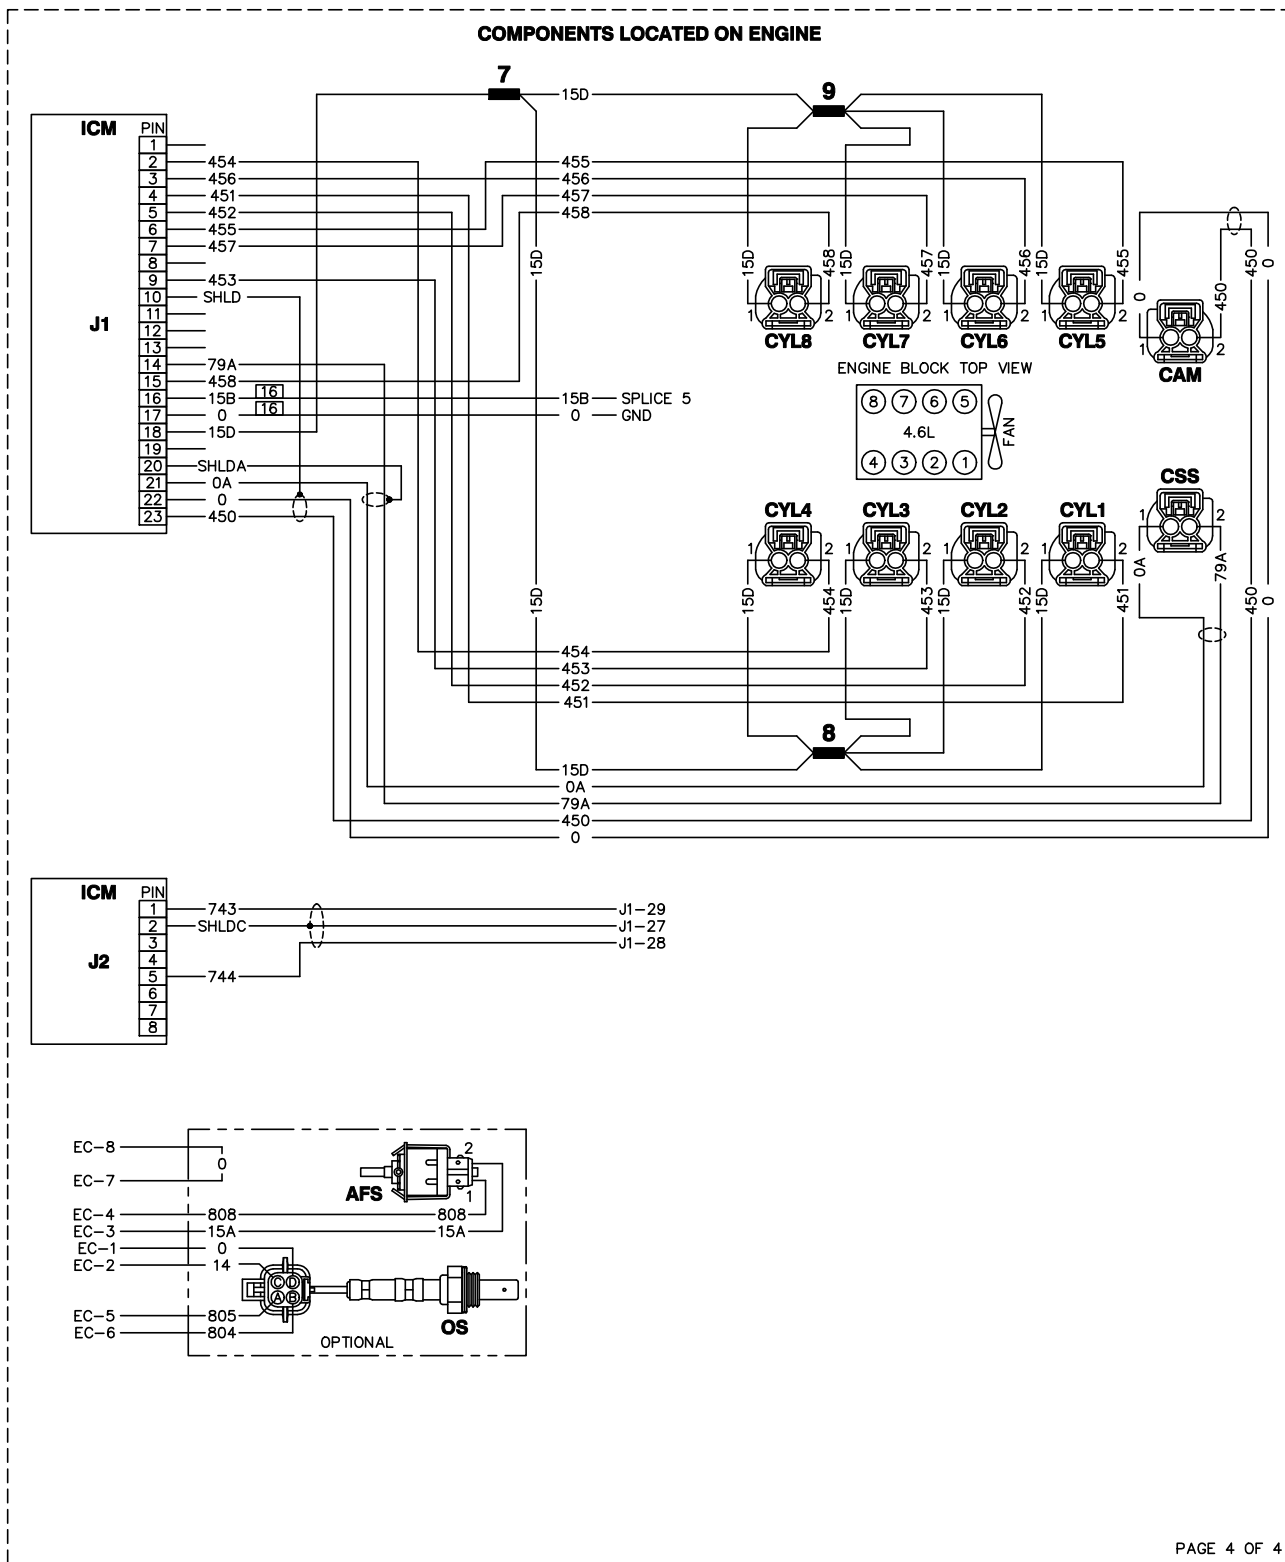 COMPONENTS LOCATED ON ENGINE
7
15D
9
ICM PIN
1
2 454 455
3 456 456
4 451 457
5 452 458
6 455
7 457
8
9 453
10 SHLD
11
J1
12
13
14 79A
15 458
16 15B 16 15B SPLICE 5
17 0 16 0 GND
18 15D
19
20 SHLDA
21 0A
22 0
23 450
15D
15D
15D 458 15D 457 15D 456 15D 455
1 2 1 2 1 2 1 2
CYL8 CYL7 CYL6 CYL5
0 450 450 0
1 2
CAM
ENGINE BLOCK TOP VIEW
8 7 6 5
4.6L
FAN
4 3 2 1
CSS
1 2
0A 79A
CYL4 CYL3 CYL2 CYL1
1 2 1 2 1 2 1 2
15D 454 15D 453 15D 452 15D 451
450 0
454
453
452
451
8
15D
0A
79A
450
0
ICM PIN
1 743 J1-29
2 SHLDC J1-27
3 J1-28
4
J2
5 744
6
7
8
EC-8
0
EC-7
2
AFS
1
EC-4 808 808
EC-3 15A 15A
EC-1 0
EC-2 14
C D
A B
EC-5 805
OS
EC-6 804
OPTIONAL
PAGE 4 OF 4